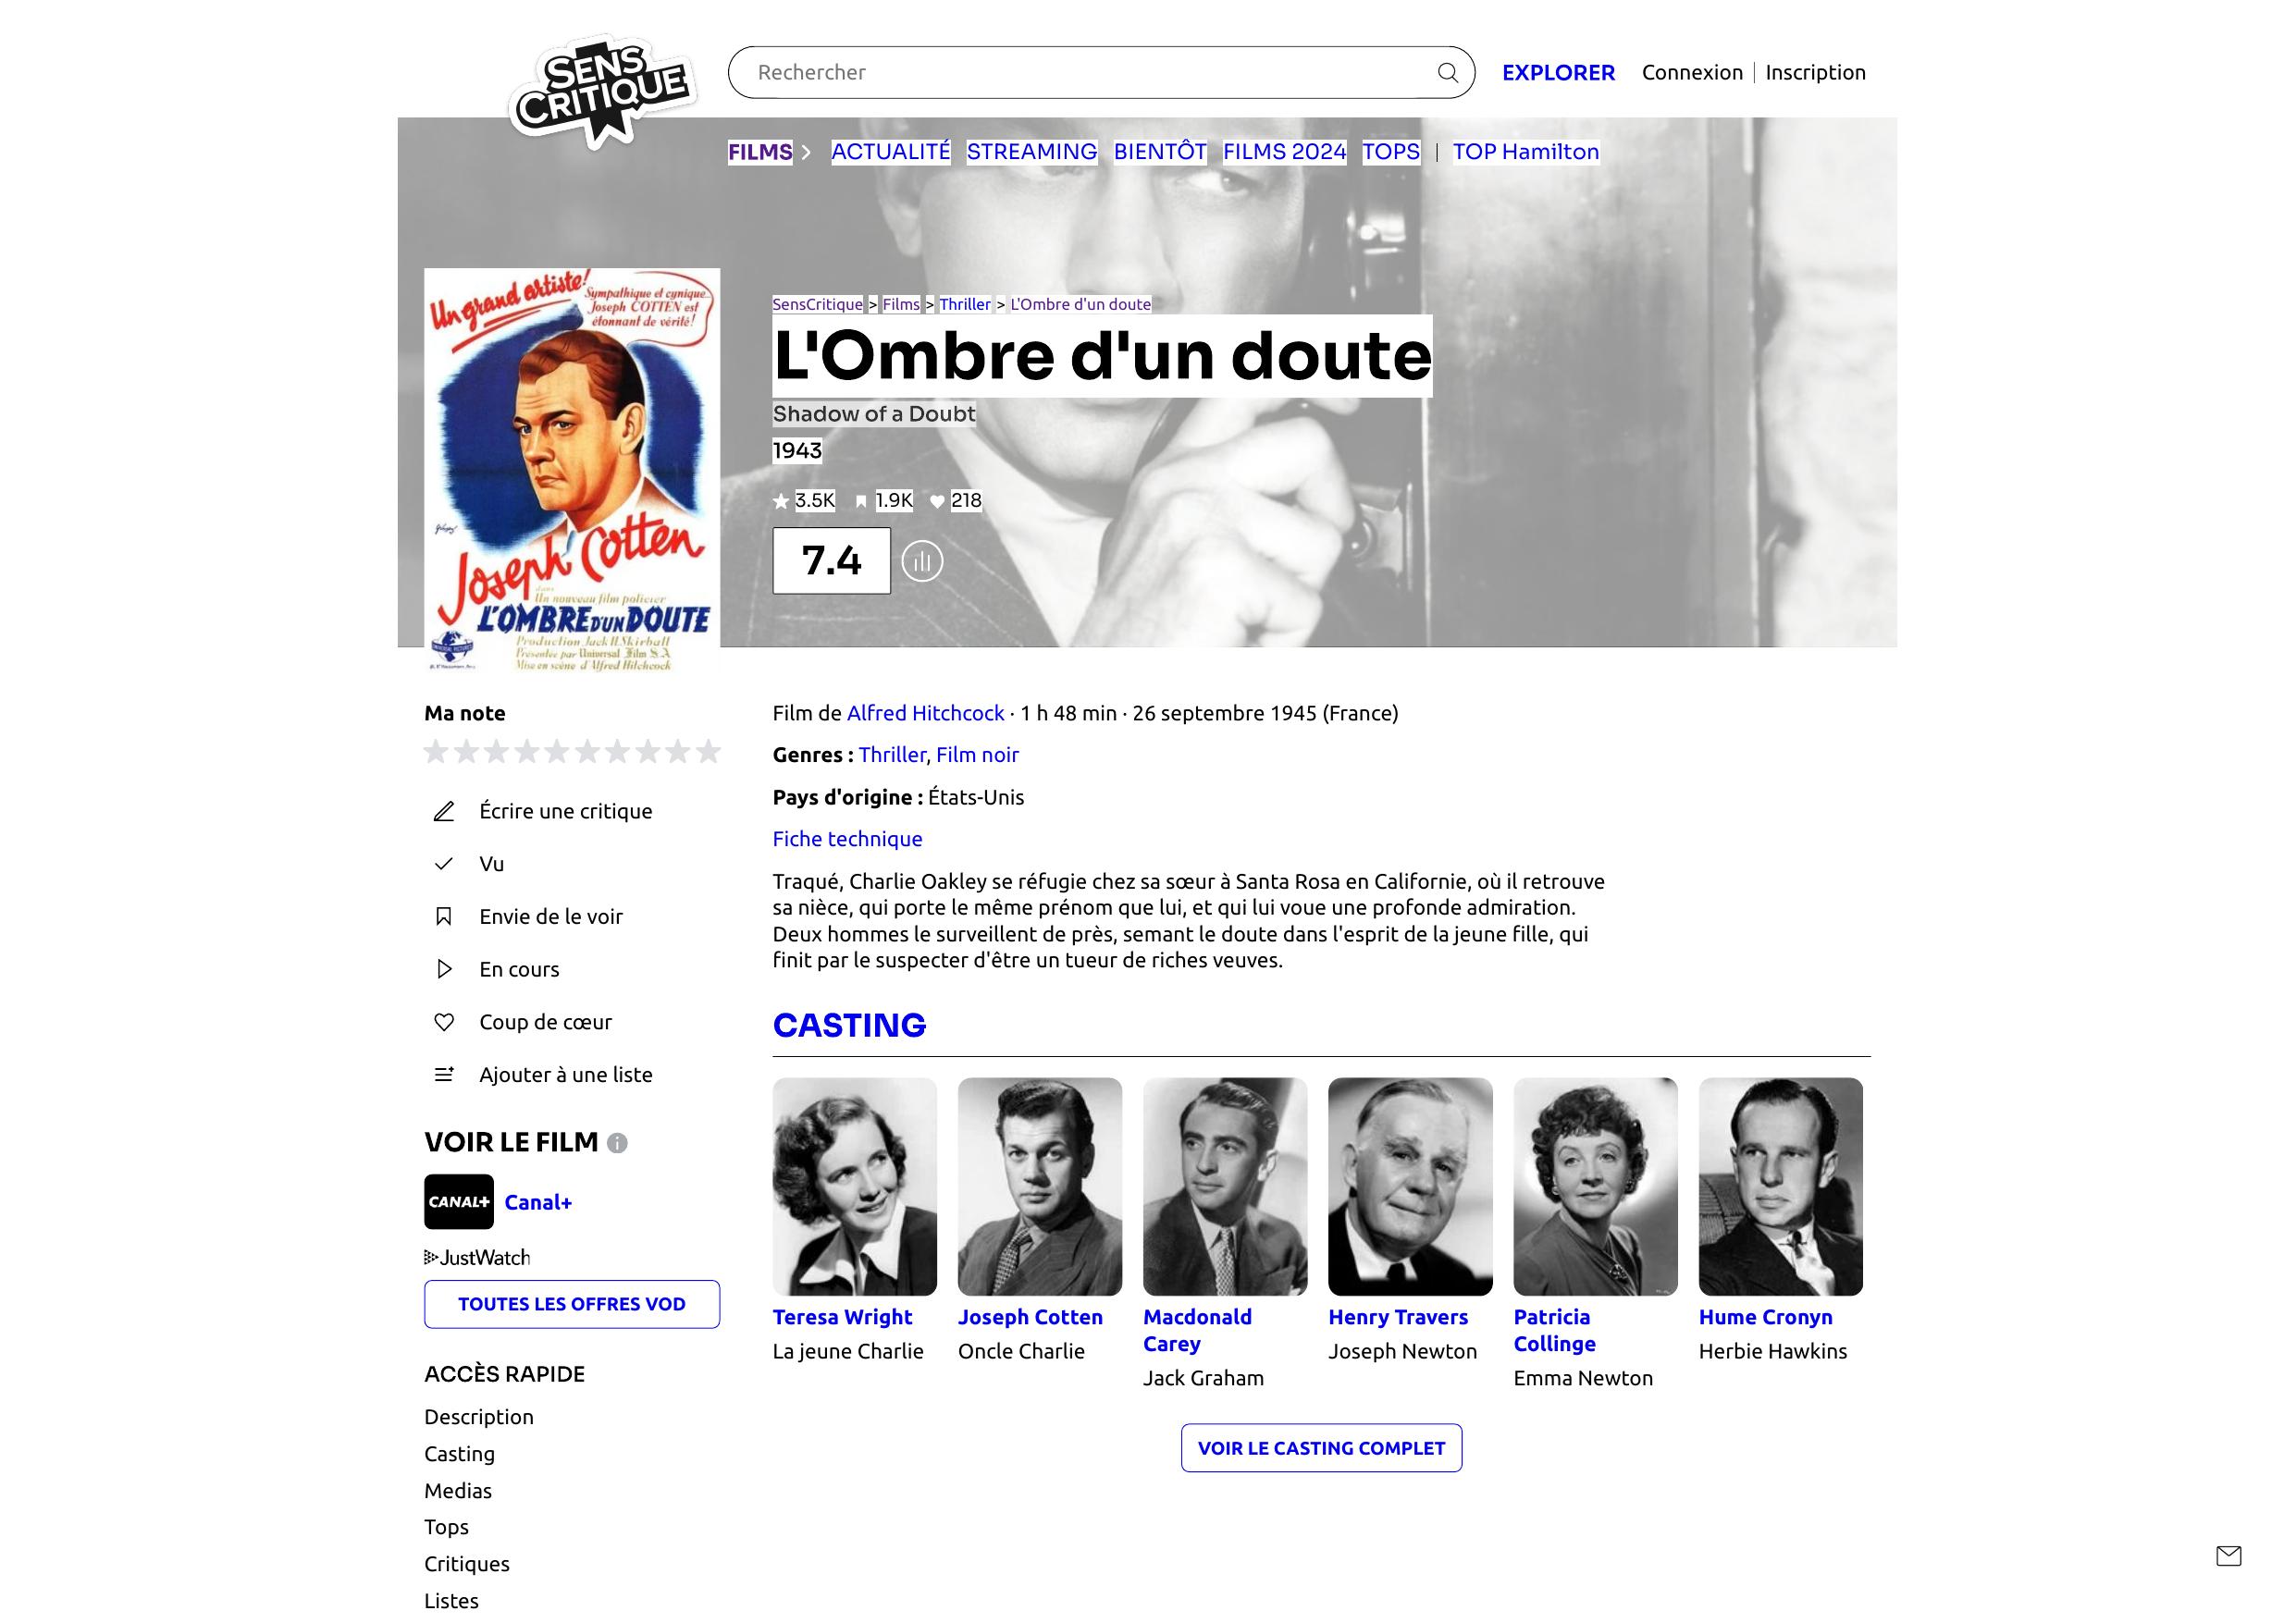 SENS
CRITIQUE
Rechercher
EXPLORER
Connexion | Inscription
FILMS
ACTUALITÉ
STREAMING
BIENTÔT
FILMS 2024
TOPS
|
TOP Hamilton
Un grand artiste!
Sympathique et cynique..
Joseph COTTEN est
étonnant de vérité!
Joseph Cotten
dans
Un nouveau film policier
L'OMBRE D'UN DOUTE
Production Jack H. Skirball
Présentée par Universal Film S.A
Mise en scène d'Alfred Hitchcock
SensCritique > Films > Thriller > L'Ombre d'un doute
L'Ombre d'un doute
Shadow of a Doubt
1943
3.5K 1.9K 218
7.4
Ma note
Écrire une critique
Vu
Envie de le voir
En cours
Coup de cœur
Ajouter à une liste
VOIR LE FILM
CANAL+ Canal+
JustWatch
TOUTES LES OFFRES VOD
ACCÈS RAPIDE
Description
Casting
Medias
Tops
Critiques
Listes
Film de Alfred Hitchcock · 1 h 48 min · 26 septembre 1945 (France)
Genres : Thriller, Film noir
Pays d'origine : États-Unis
Fiche technique
Traqué, Charlie Oakley se réfugie chez sa sœur à Santa Rosa en Californie, où il retrouve
sa nièce, qui porte le même prénom que lui, et qui lui voue une profonde admiration.
Deux hommes le surveillent de près, semant le doute dans l'esprit de la jeune fille, qui
finit par le suspecter d'être un tueur de riches veuves.
CASTING
Teresa Wright
La jeune Charlie
Joseph Cotten
Oncle Charlie
Macdonald
Carey
Jack Graham
Henry Travers
Joseph Newton
Patricia
Collinge
Emma Newton
Hume Cronyn
Herbie Hawkins
VOIR LE CASTING COMPLET